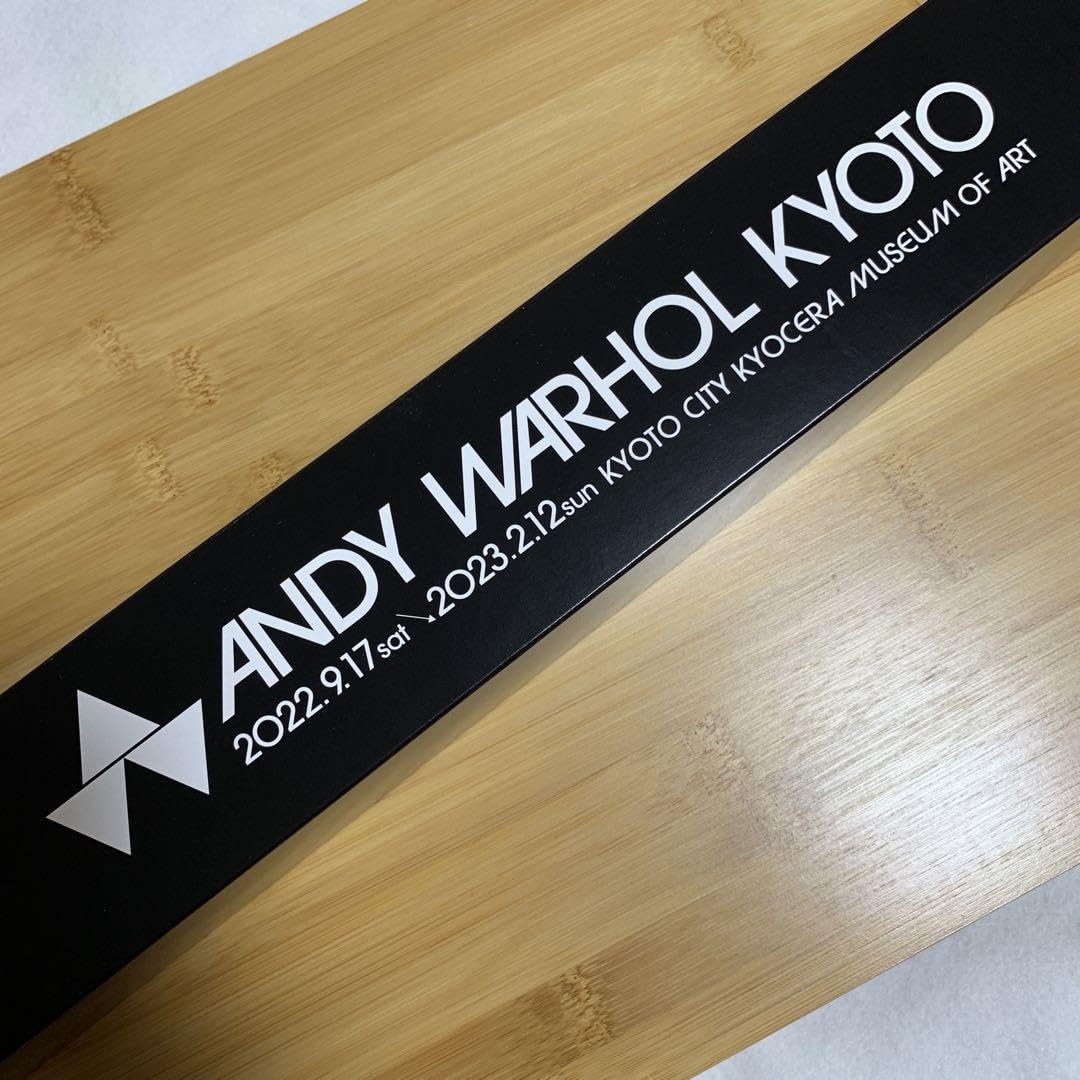 ANDY WARHOL KYOTO
2022.9.17sat ↘ 2023.2.12sun KYOTO CITY KYOCERA MUSEUM OF ART